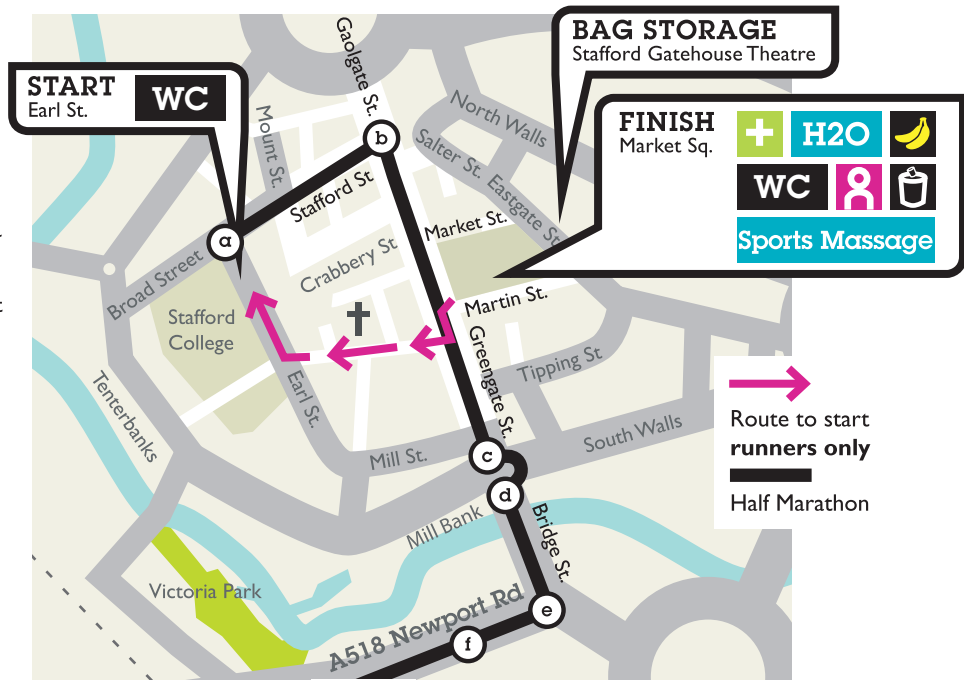 START
Earl St.
WC
BAG STORAGE
Stafford Gatehouse Theatre
FINISH
Market Sq.
H2O
WC
Sports Massage
Gaolgate St.
North Walls
Mount St.
b
Salter St.
Stafford St
Eastgate St.
Market St.
a
Crabbery St
Broad Street
Martin St.
Stafford
College
Greengate St.
Tipping St
Earl St.
Tenterbanks
South Walls
Mill St.
c
d
Mill Bank
Bridge St.
Victoria Park
A518 Newport Rd
e
f
Route to start
runners only
Half Marathon